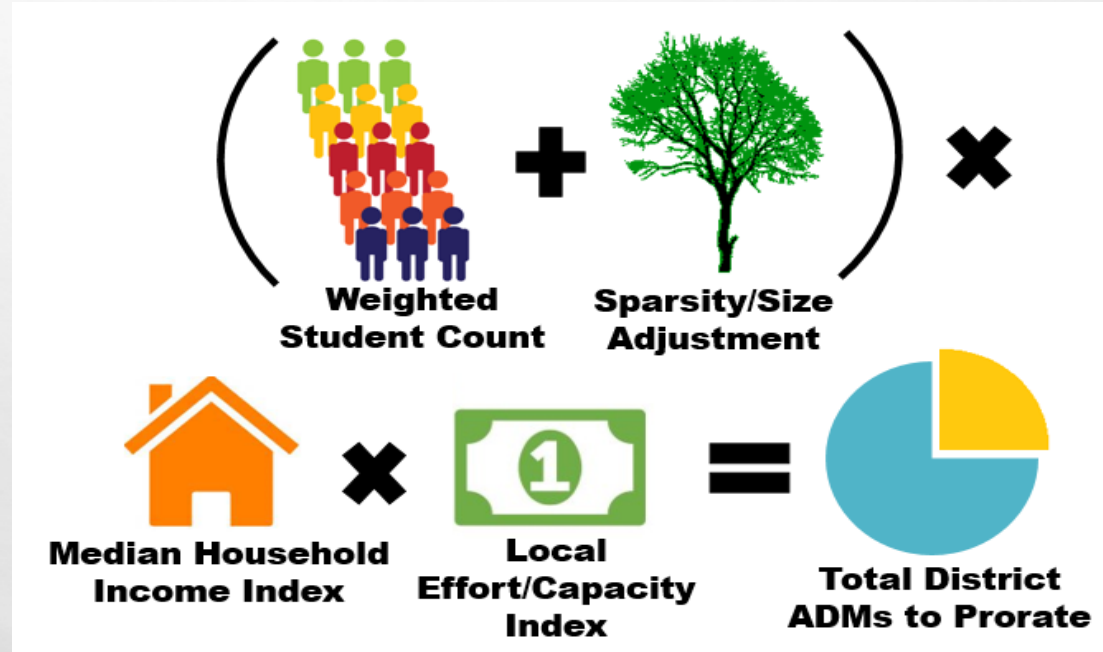 Weighted
Student Count
Sparsity/Size
Adjustment
1
Median Household
Income Index
Local
Effort/Capacity
Index
Total District
ADMs to Prorate